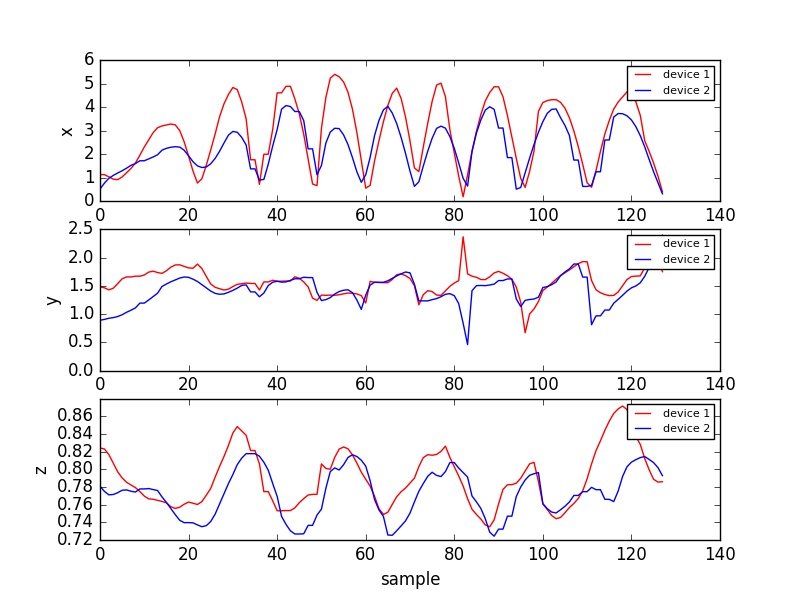 6
5
4
3
2
1
0
x
device 1
device 2
0 20 40 60 80 100 120 140
2.5
2.0
1.5
1.0
0.5
0.0
y
device 1
device 2
0 20 40 60 80 100 120 140
0.86
0.84
0.82
0.80
0.78
0.76
0.74
0.72
z
device 1
device 2
0 20 40 60 80 100 120 140
sample